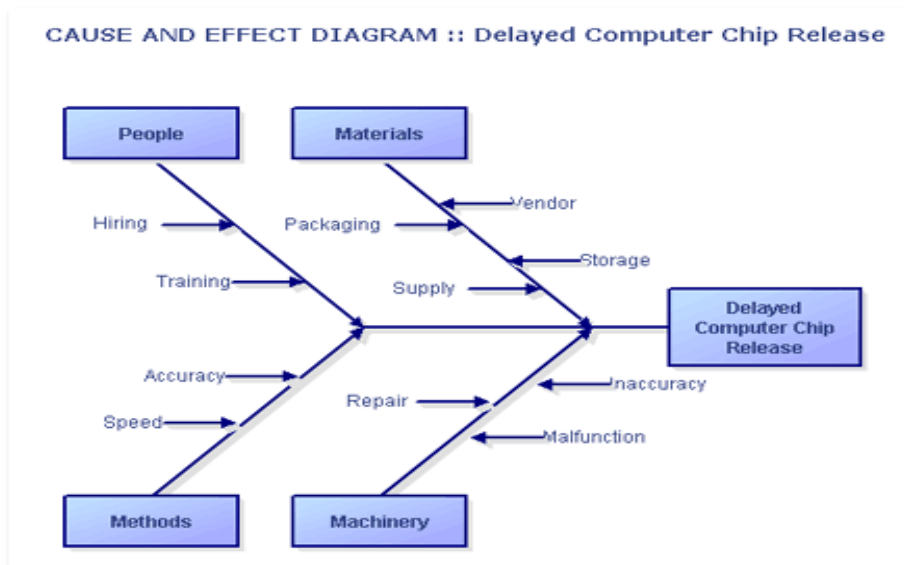 CAUSE AND EFFECT DIAGRAM :: Delayed Computer Chip Release
People
Materials
Vendor
Hiring
Packaging
Storage
Training
Supply
Delayed
Computer Chip
Release
Accuracy
Inaccuracy
Repair
Speed
Malfunction
Methods
Machinery